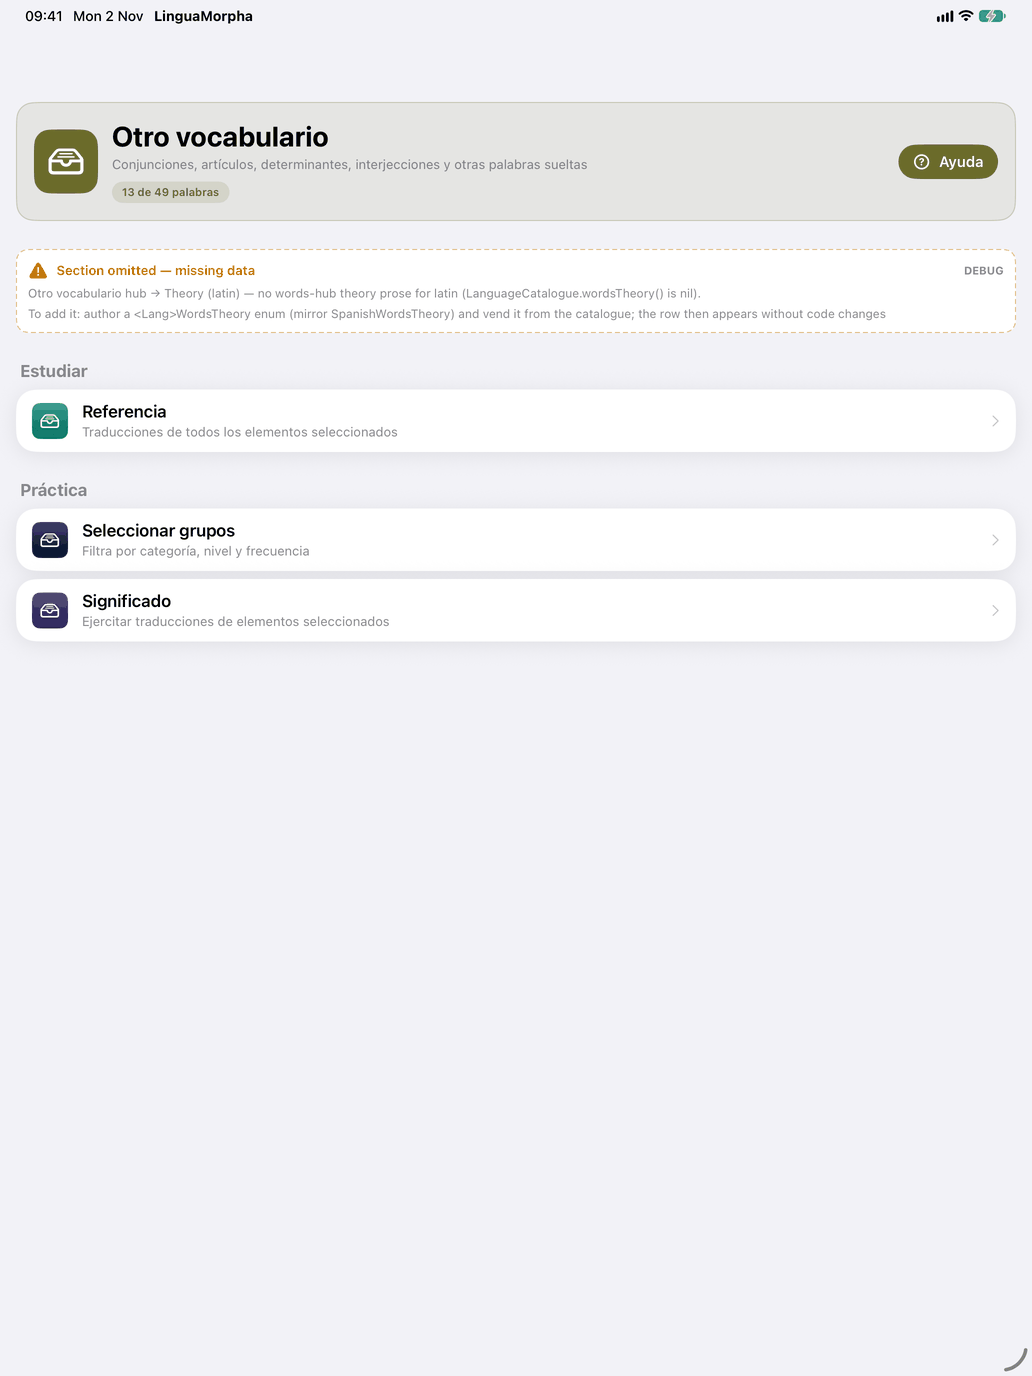 09:41 Mon 2 Nov LinguaMorpha
Otro vocabulario
Conjunciones, artículos, determinantes, interjecciones y otras palabras sueltas
13 de 49 palabras
Ayuda
Section omitted — missing data
DEBUG
Otro vocabulario hub → Theory (latin) — no words-hub theory prose for latin (LanguageCatalogue.wordsTheory() is nil).
To add it: author a <Lang>WordsTheory enum (mirror SpanishWordsTheory) and vend it from the catalogue; the row then appears without code changes
Estudiar
Referencia
Traducciones de todos los elementos seleccionados
Práctica
Seleccionar grupos
Filtra por categoría, nivel y frecuencia
Significado
Ejercitar traducciones de elementos seleccionados